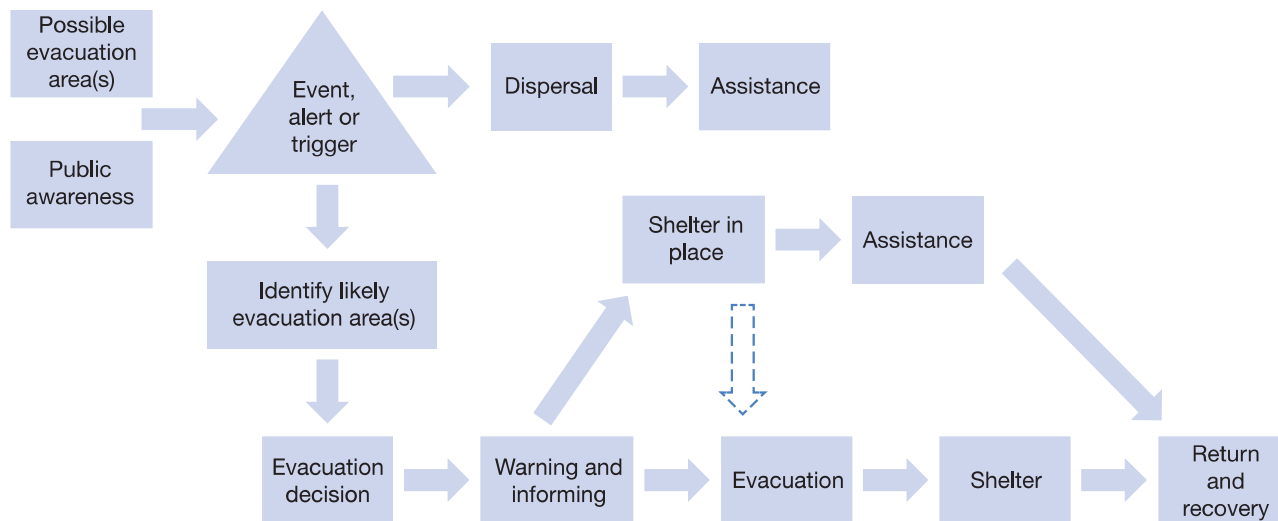 Possible
evacuation
area(s)
Public
awareness
Event,
alert or
trigger
Dispersal
Assistance
Identify likely
evacuation area(s)
Shelter in
place
Assistance
Evacuation
decision
Warning and
informing
Evacuation
Shelter
Return
and
recovery